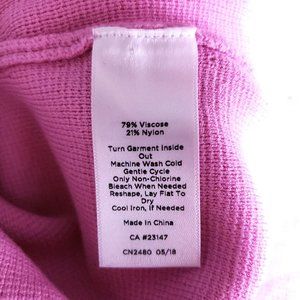 79% Viscose
21% Nylon
Turn Garment Inside
Out
Machine Wash Cold
Gentle Cycle
Only Non-Chlorine
Bleach When Needed
Reshape, Lay Flat To
Dry
Cool Iron, If Needed
Made In China
CA #23147
CN2480 05/18